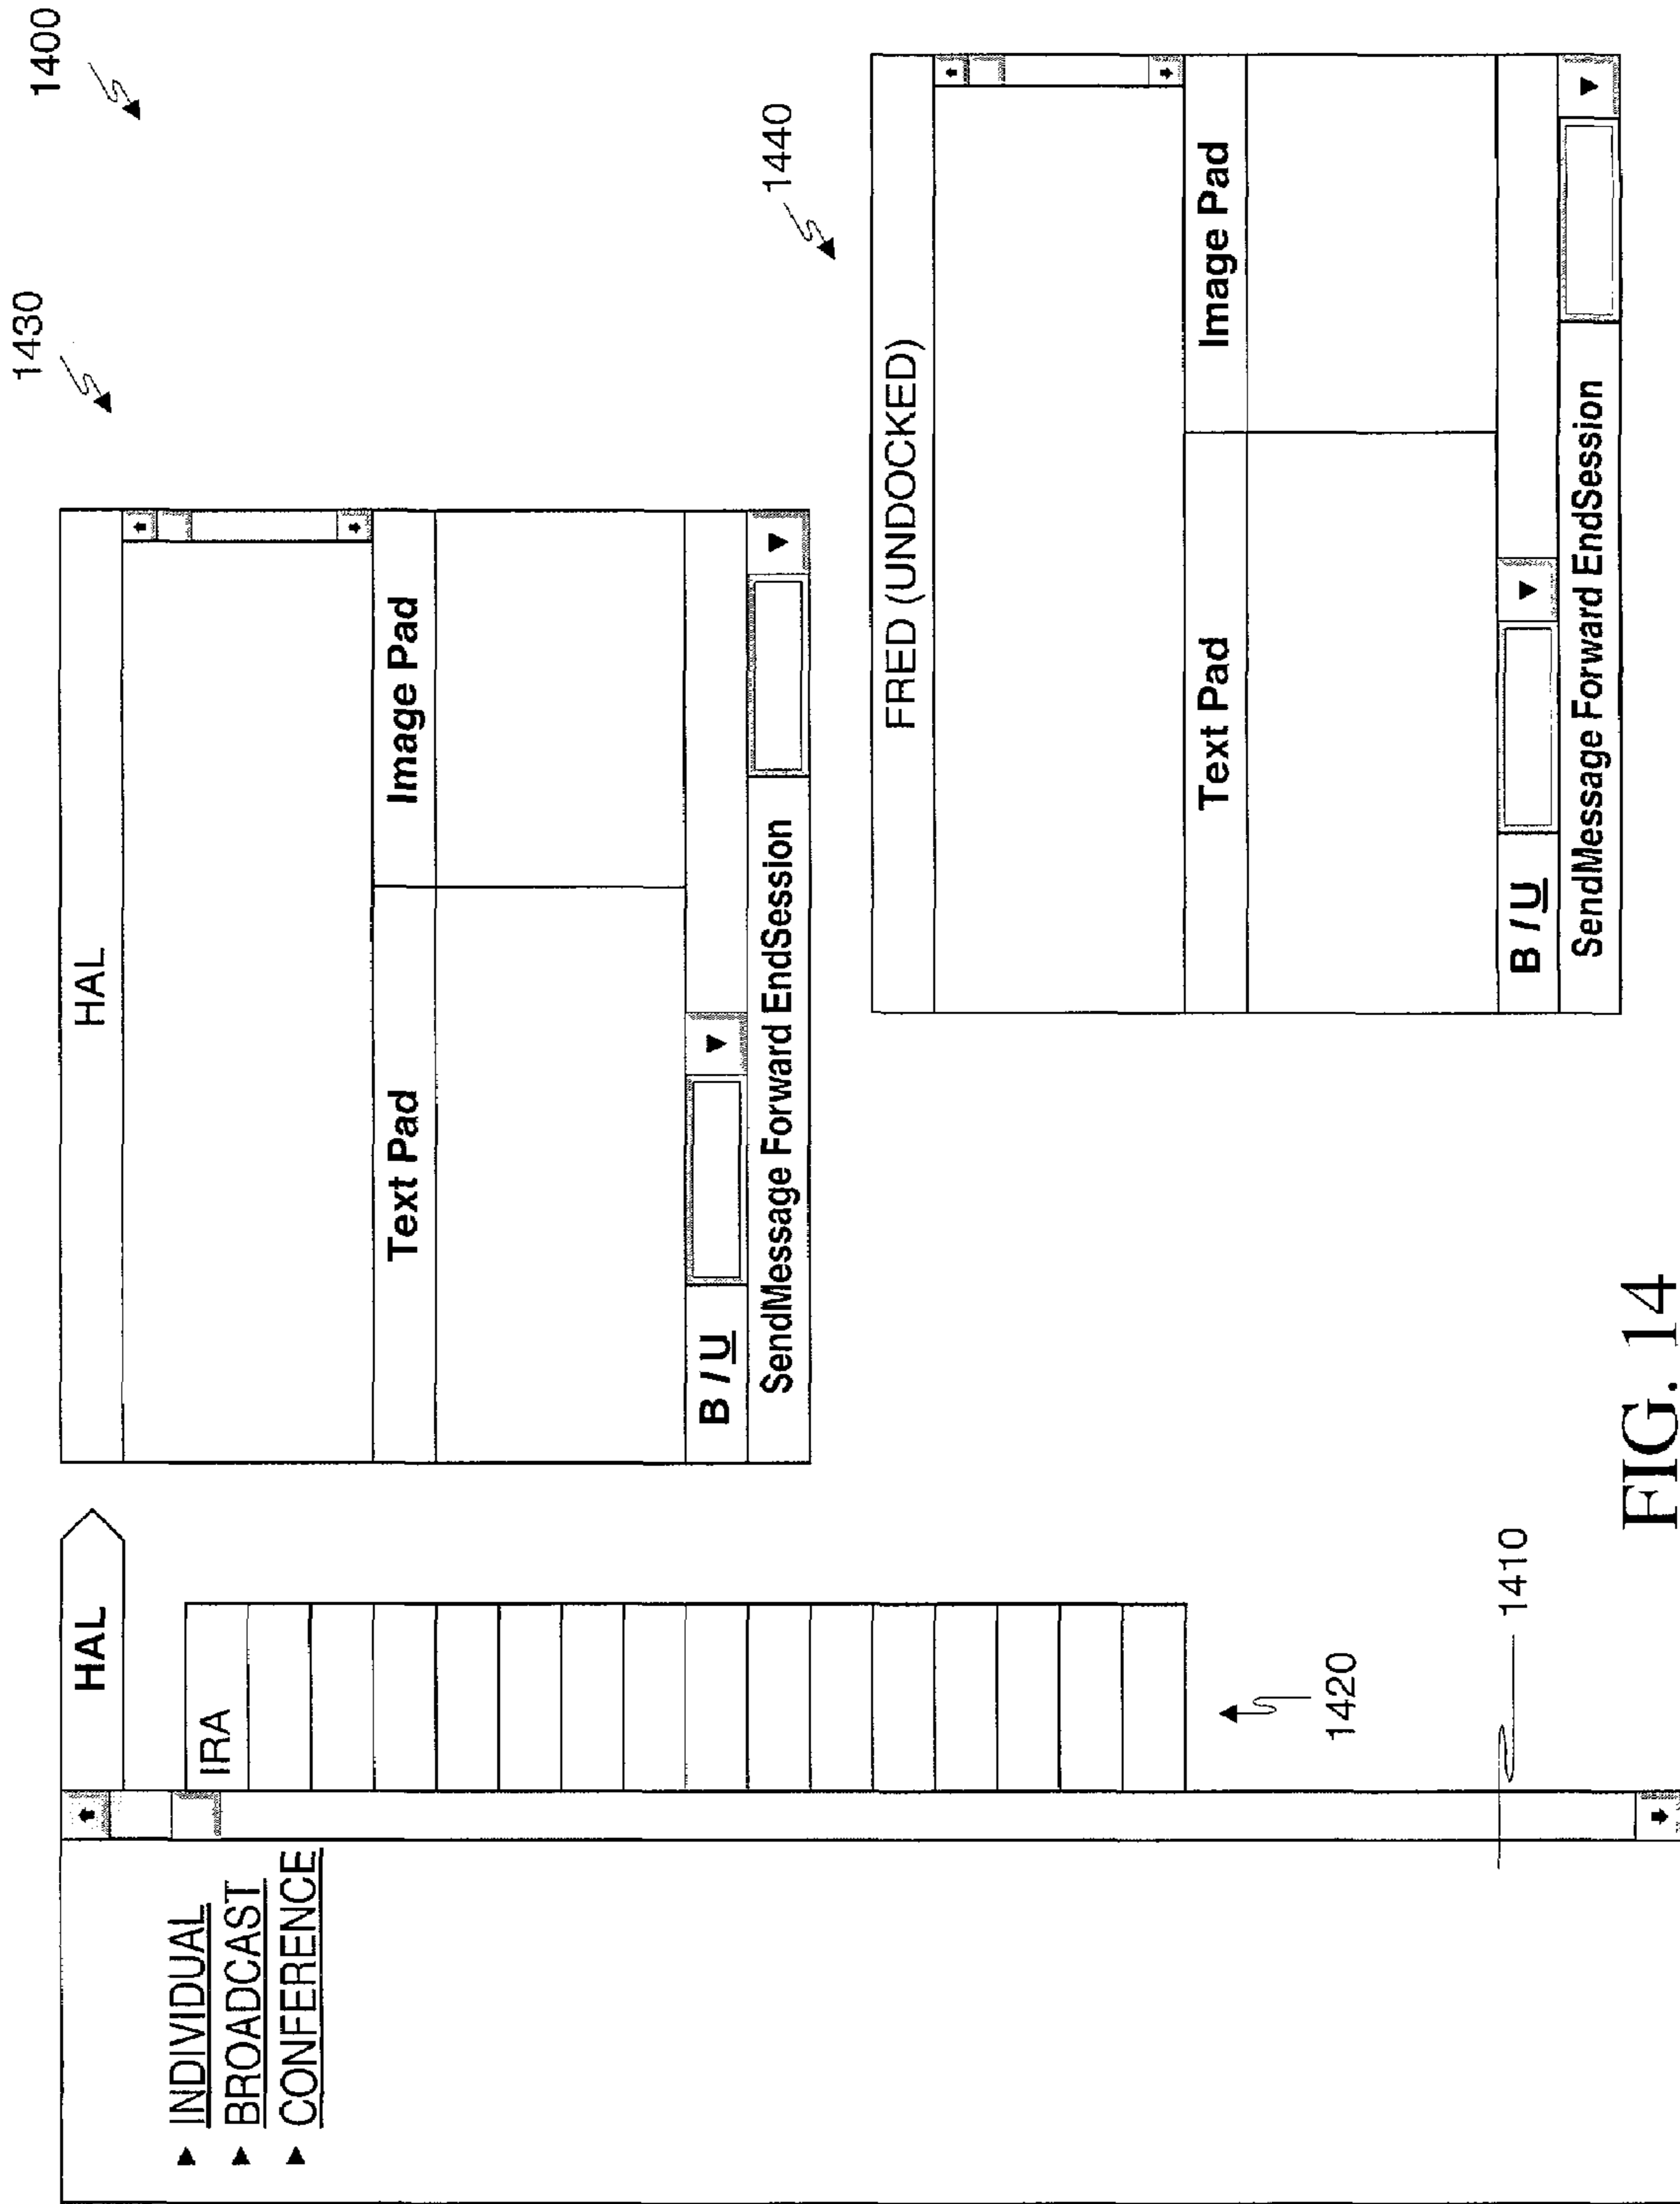 1400
1430
HAL
HAL
INDIVIDUAL
BROADCAST
CONFERENCE
IRA
Text Pad
Image Pad
B I U
SendMessage Forward EndSession
1440
FRED (UNDOCKED)
Text Pad
Image Pad
B I U
SendMessage Forward EndSession
1420
1410
FIG. 14